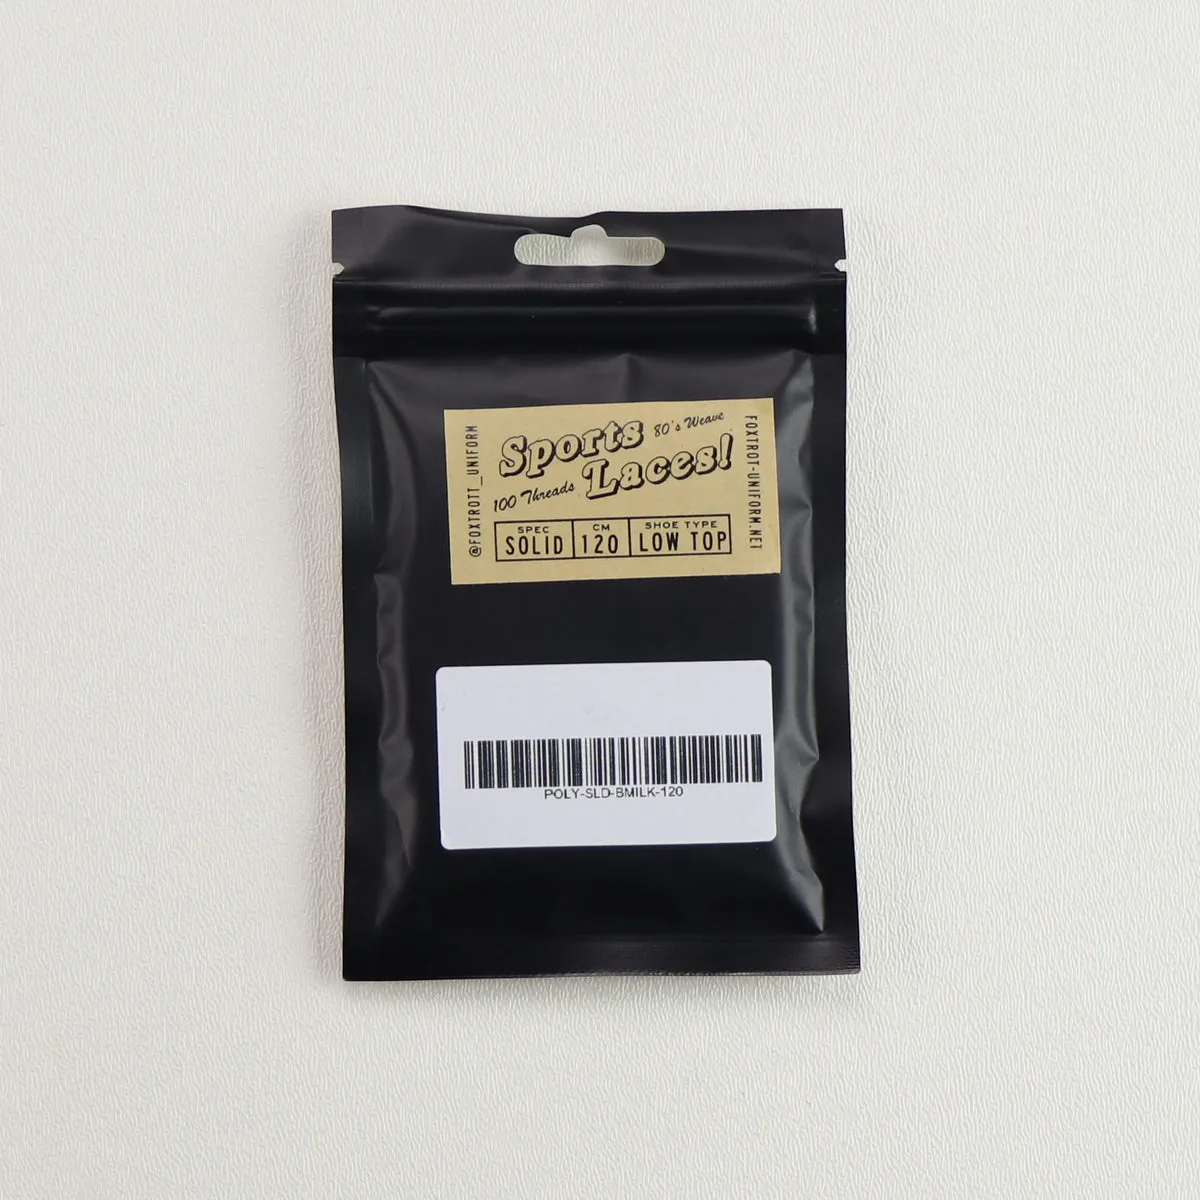 @FOXTROTT_UNIFORM
Sports 80's Weave
100 Threads Laces!
SPEC CM SHOE TYPE
SOLID 120 LOW TOP
FOXTROT-UNIFORM.NET
POLY-SLD-BMILK-120